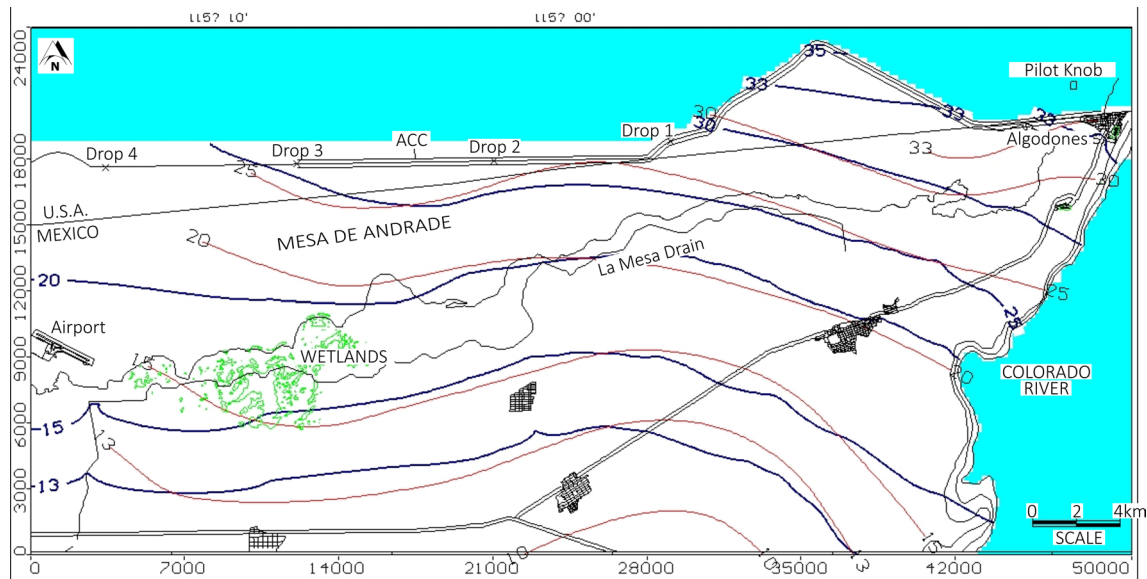 115? 10'
115? 00'
24000
N
35
33
Pilot Knob
30
33
33
30
Drop 1
Algodones
ACC
33
Drop 4
Drop 3
Drop 2
18000
25
30
U.S.A.
MEXICO
15000
MESA DE ANDRADE
20
La Mesa Drain
20
12000
25
25
Airport
15
WETLANDS
9000
20
COLORADO
RIVER
6000
15
13
3000
13
0 2 4km
SCALE
15
0
10
10
13
0 7000 14000 21000 28000 35000 42000 50000